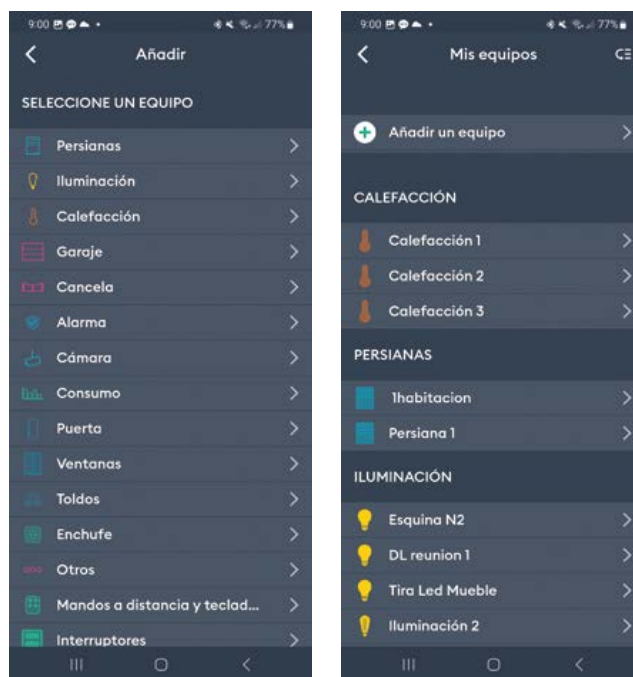 9:00
77%
Añadir
SELECCIONE UN EQUIPO
Persianas
Iluminación
Calefacción
Garaje
Cancela
Alarma
Cámara
Consumo
Puerta
Ventanas
Toldos
Enchufe
Otros
Mandos a distancia y teclad...
Interruptores
9:00
77%
Mis equipos
Añadir un equipo
CALEFACCIÓN
Calefacción 1
Calefacción 2
Calefacción 3
PERSIANAS
1habitacion
Persiana 1
ILUMINACIÓN
Esquina N2
DL reunion 1
Tira Led Mueble
Iluminación 2